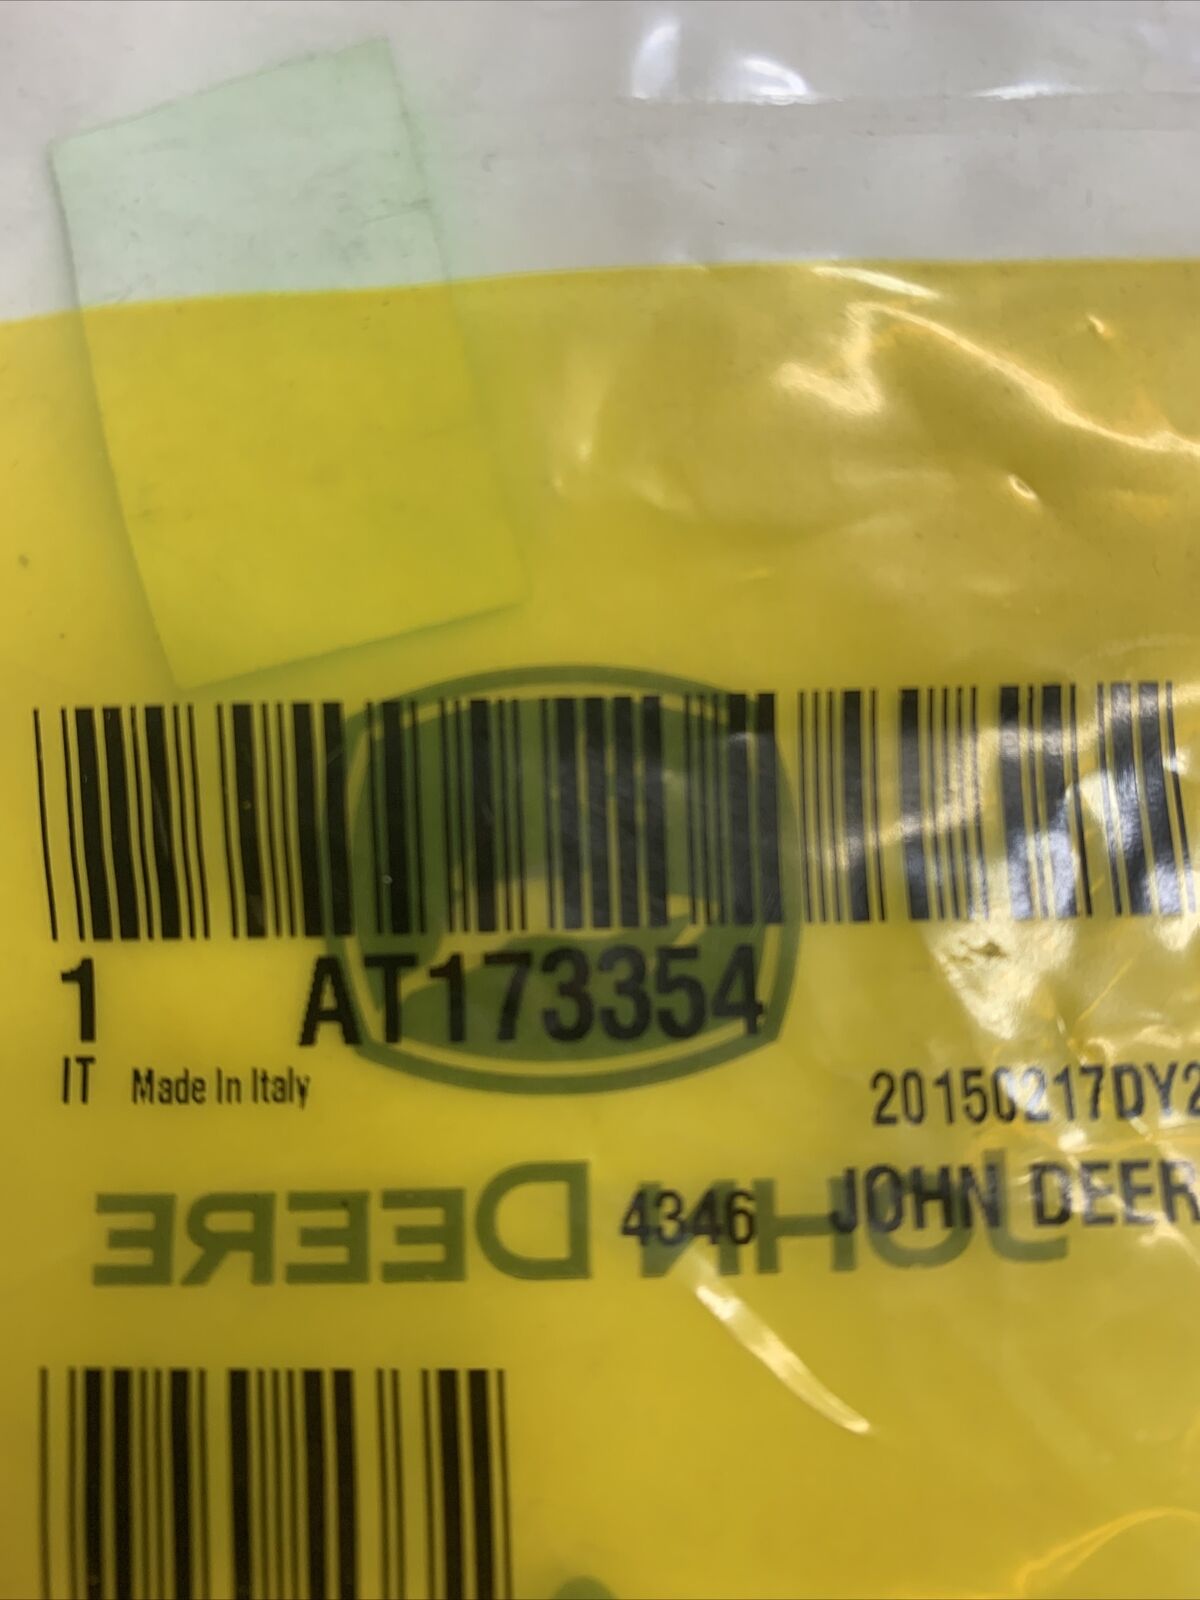 1 AT173354
IT Made In Italy
20150217DY2
4346 JOHN DEER
JOHN DEERE